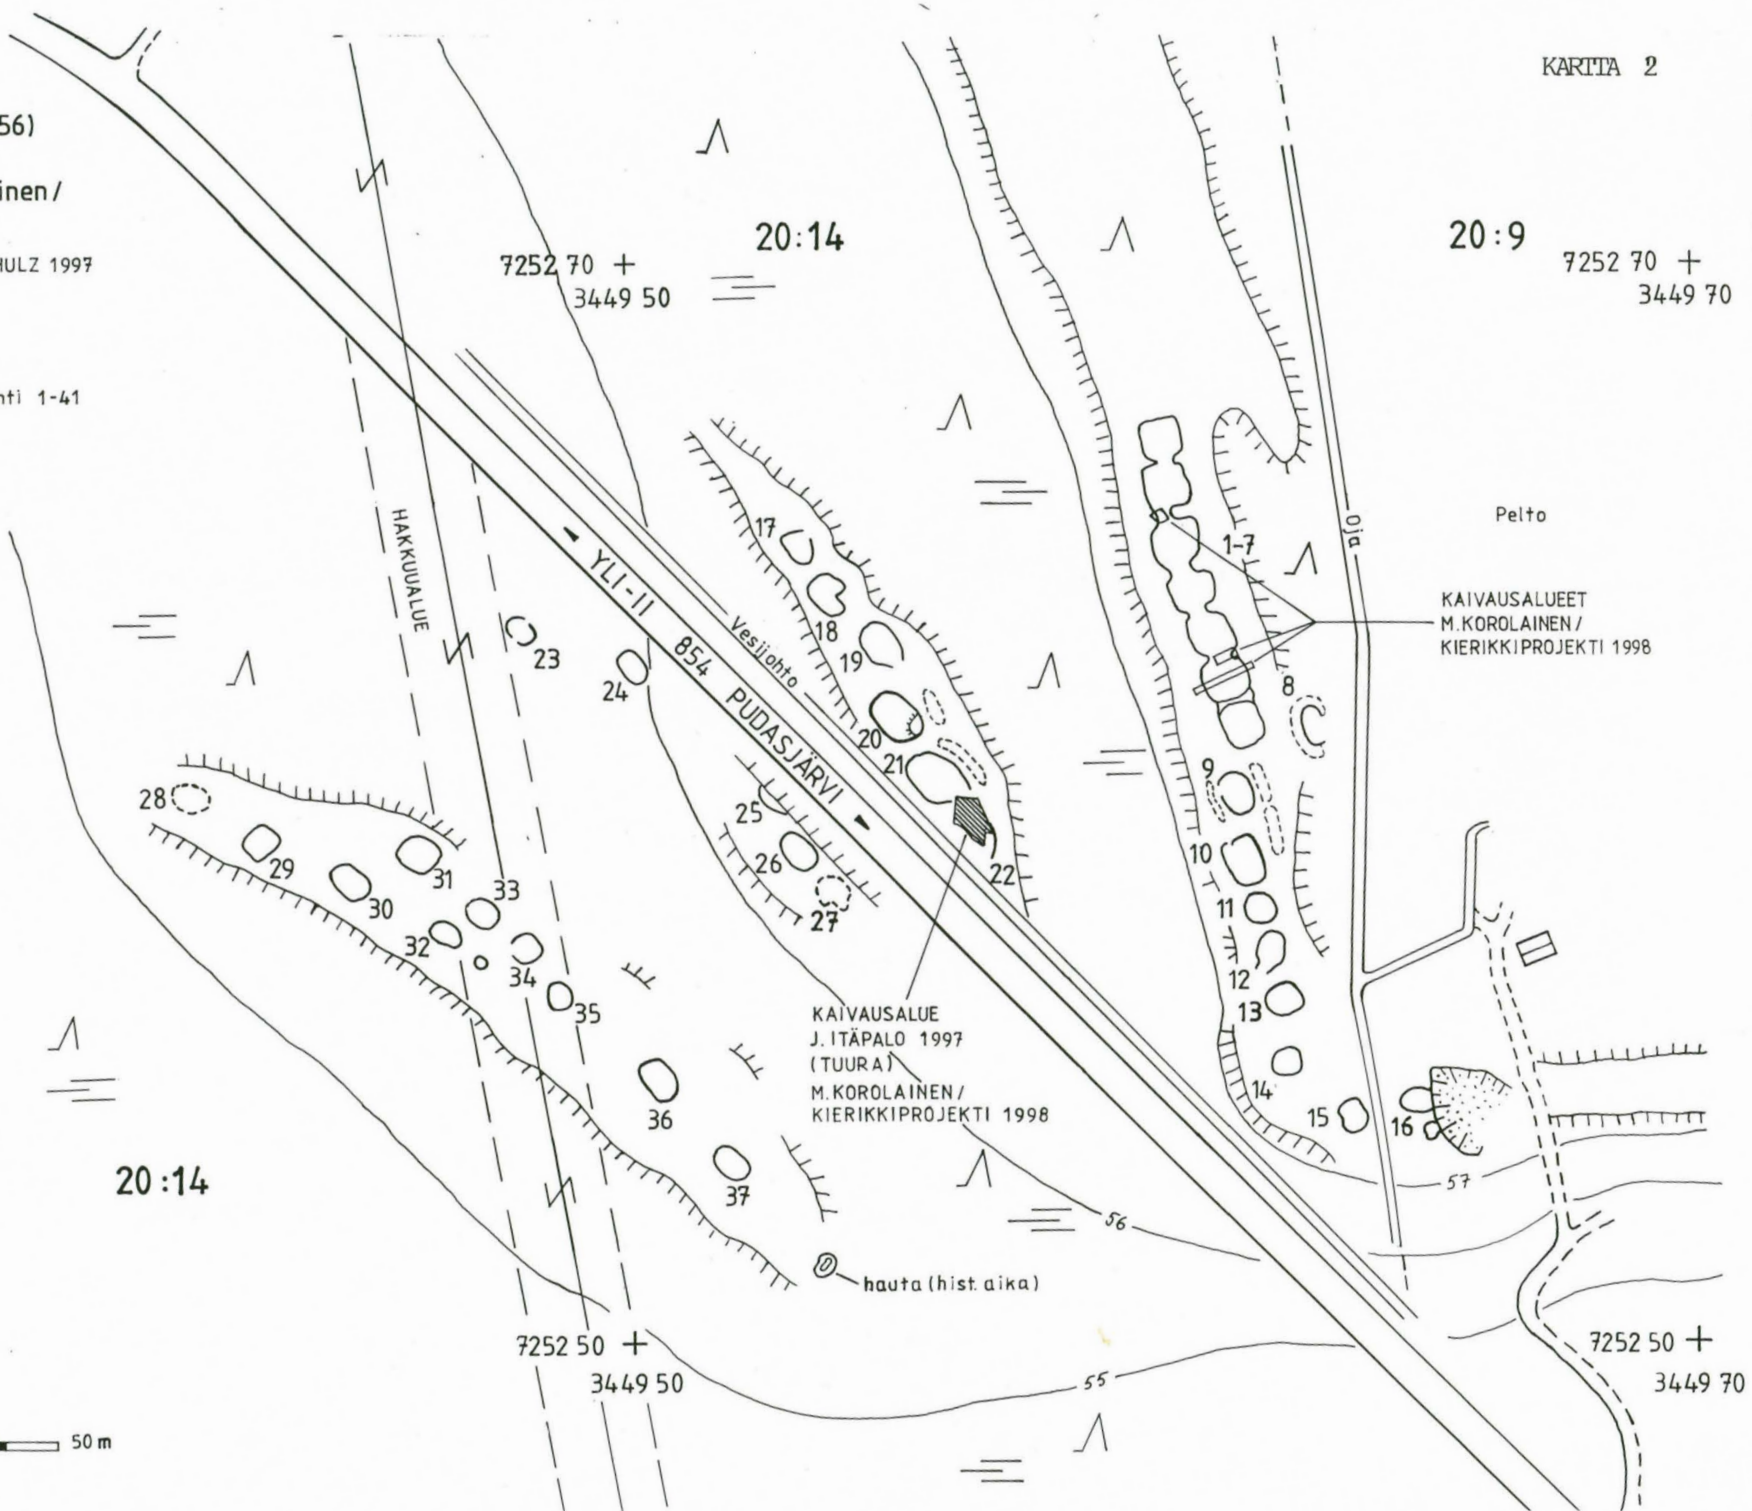 KARTTA 2
56)
inen/
HULZ 1997
nti 1-41
20:14
20:9
7252 70
3449 50
7252 70
3449 70
HAKKUUALUE
YLI-II 854 PUDASJÄRVI
Vesijohto
Oja
Pelto
KAIVAUSALUEET
M.KOROLAINEN/
KIERIKKIPROJEKTI 1998
1-7
8
9
10
11
12
13
14
15
16
17
18
19
20
21
22
23
24
25
26
27
28
29
30
31
32
33
34
35
36
37
KAIVAUSALUE
J.ITÄPALO 1997
(TUURA)
M.KOROLAINEN/
KIERIKKIPROJEKTI 1998
20:14
57
56
55
hauta (hist. aika)
7252 50
3449 50
7252 50
3449 70
50 m